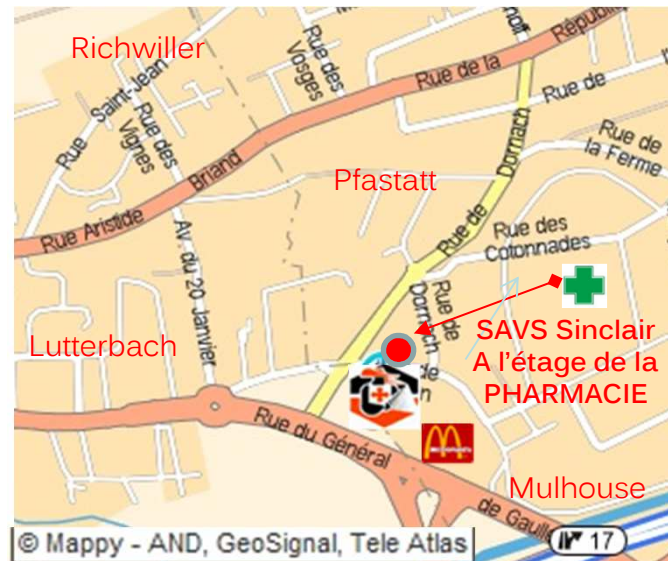 Richwiller
Rue Saint-Jean
Rue des
Vignes
Rue des
Vosges
Rue de la République
Rue de
Dornach
Rue de
la Ferme
Rue Aristide Briand
Pfastatt
Av. du 20 Janvier
Rue de
Rue des
Cotonnades
Rue de
Dornach
SAVS Sinclair
A l'étage de la
PHARMACIE
Lutterbach
Rue du Général
de Gaulle
McDonald's
Mulhouse
© Mappy - AND, GeoSignal, Tele Atlas
17